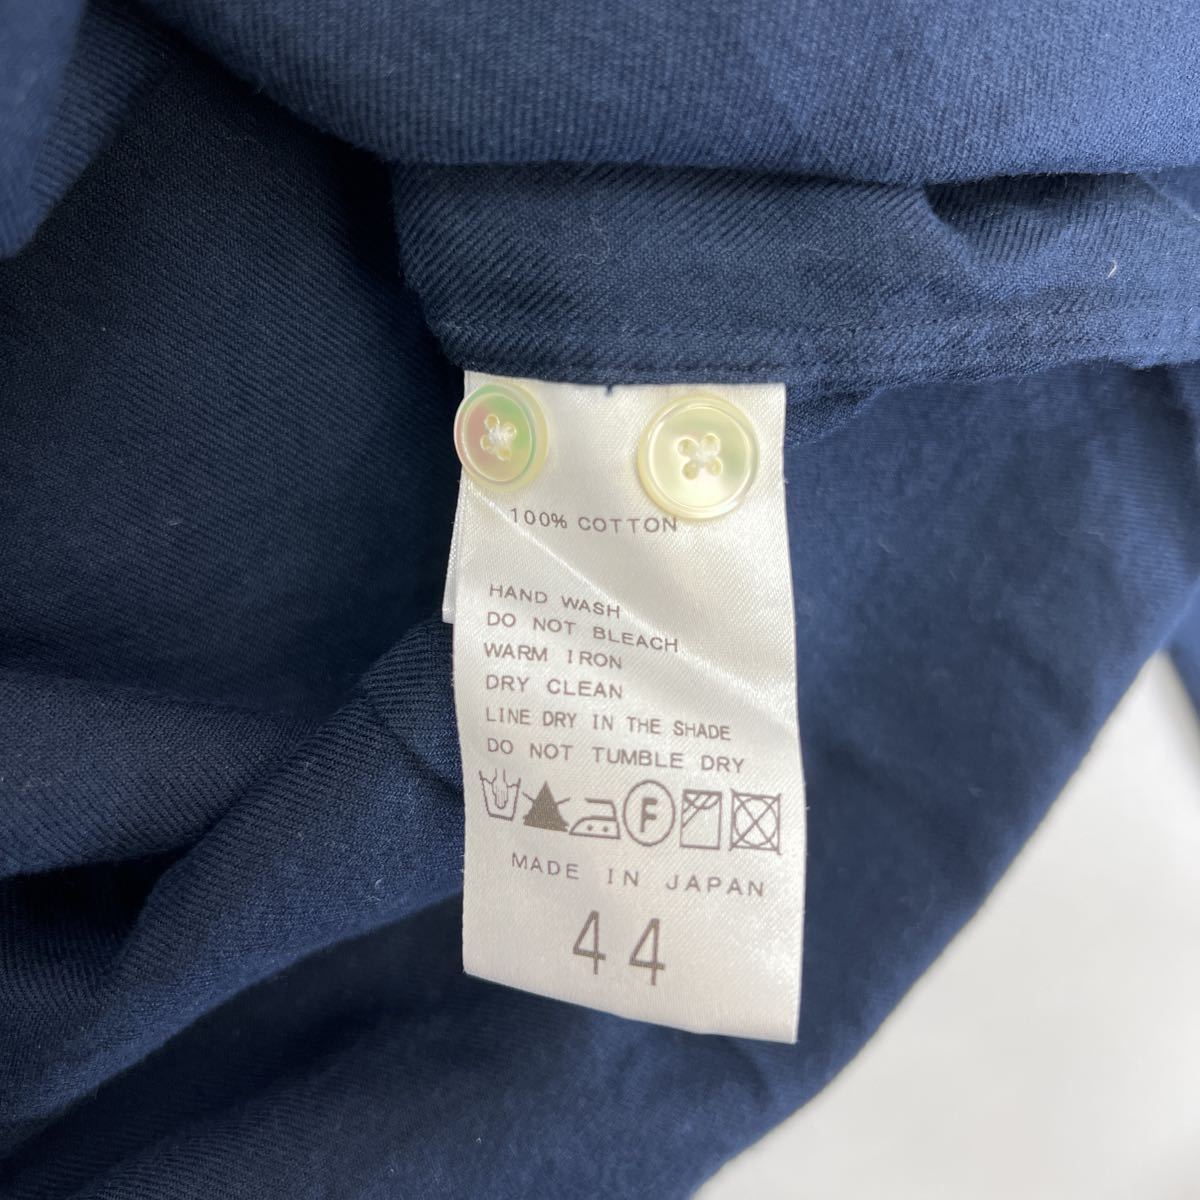 100% COTTON
HAND WASH
DO NOT BLEACH
WARM IRON
DRY CLEAN
LINE DRY IN THE SHADE
DO NOT TUMBLE DRY
F
MADE IN JAPAN
44